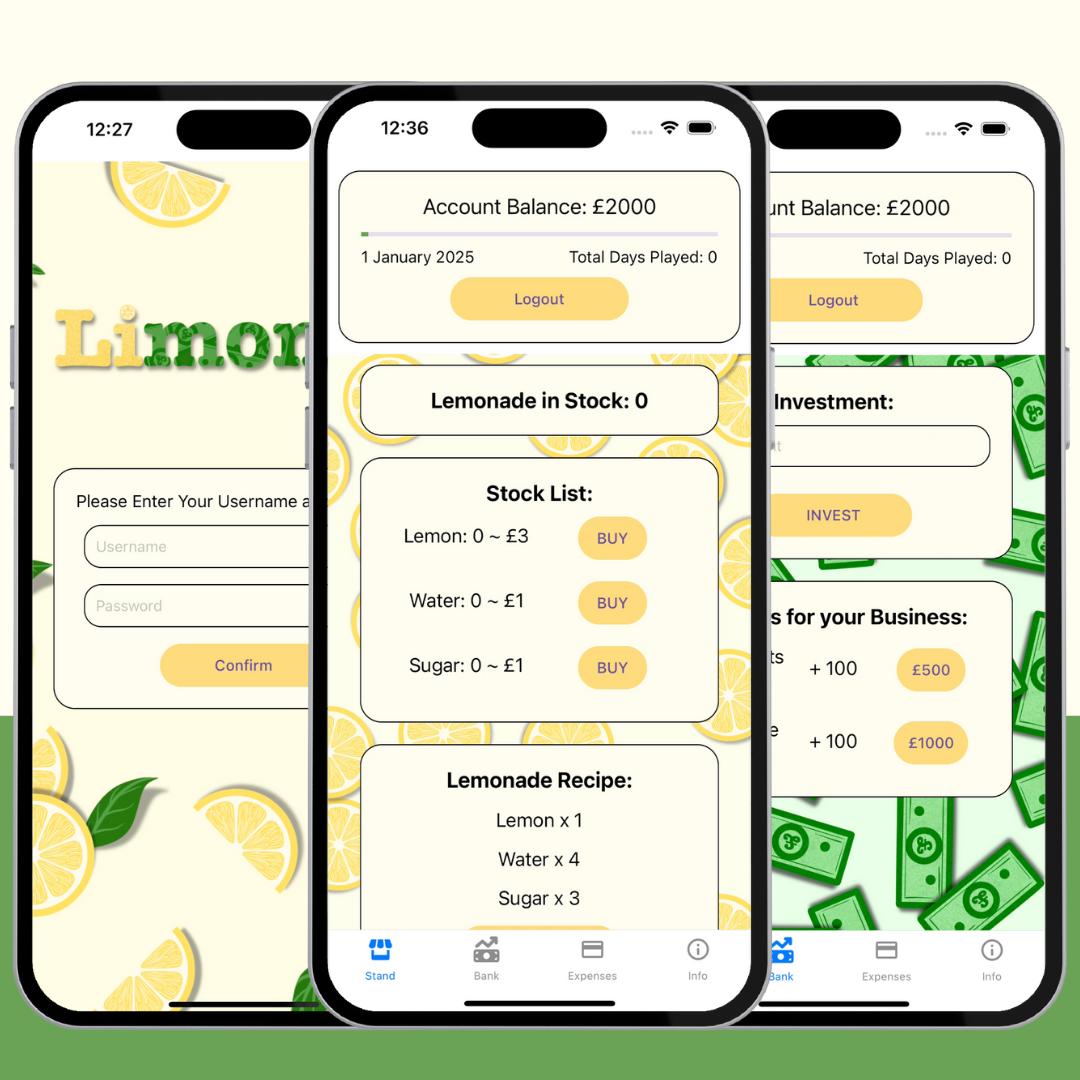 12:27
Limon
Please Enter Your Username a
Username
Password
Confirm
12:36
Account Balance: £2000
1 January 2025 Total Days Played: 0
Logout
Lemonade in Stock: 0
Stock List:
Lemon: 0 ~ £3 BUY
Water: 0 ~ £1 BUY
Sugar: 0 ~ £1 BUY
Lemonade Recipe:
Lemon x 1
Water x 4
Sugar x 3
Stand Bank Expenses Info
unt Balance: £2000
Total Days Played: 0
Logout
Investment:
t
INVEST
s for your Business:
ts + 100 £500
e + 100 £1000
Bank Expenses Info